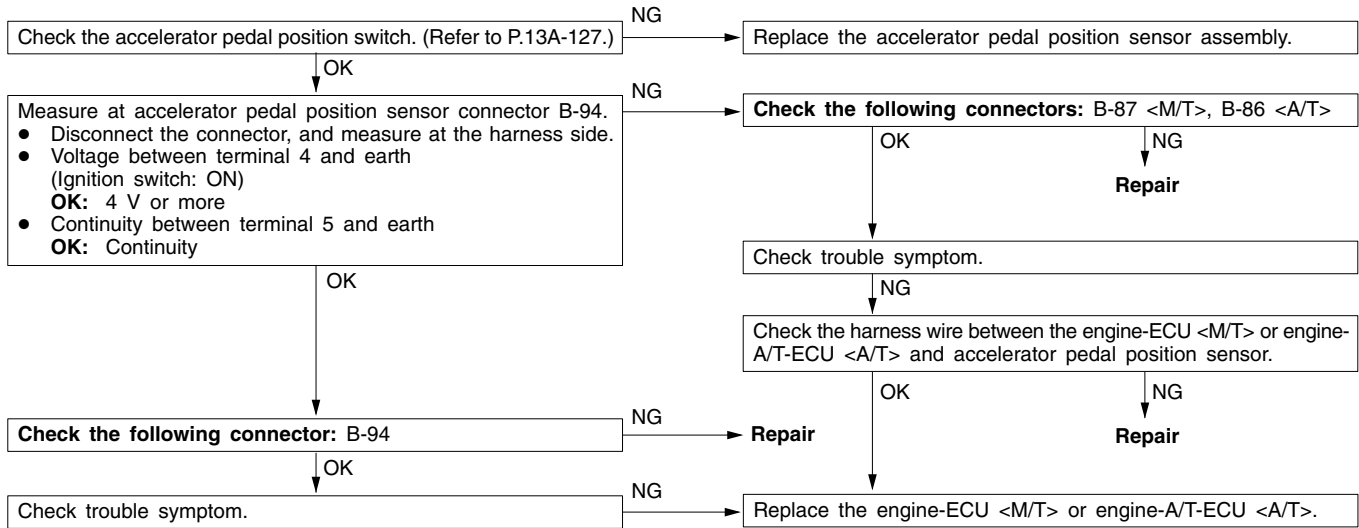 NG
Check the accelerator pedal position switch. (Refer to P.13A-127.)
Replace the accelerator pedal position sensor assembly.
OK
Measure at accelerator pedal position sensor connector B-94.
● Disconnect the connector, and measure at the harness side.
● Voltage between terminal 4 and earth
(Ignition switch: ON)
OK: 4 V or more
● Continuity between terminal 5 and earth
OK: Continuity
NG
Check the following connectors: B-87 <M/T>, B-86 <A/T>
OK
NG
Repair
Check trouble symptom.
NG
Check the harness wire between the engine-ECU <M/T> or engine-
A/T-ECU <A/T> and accelerator pedal position sensor.
OK
NG
Repair
OK
Check the following connector: B-94
NG
Repair
OK
Check trouble symptom.
NG
Replace the engine-ECU <M/T> or engine-A/T-ECU <A/T>.